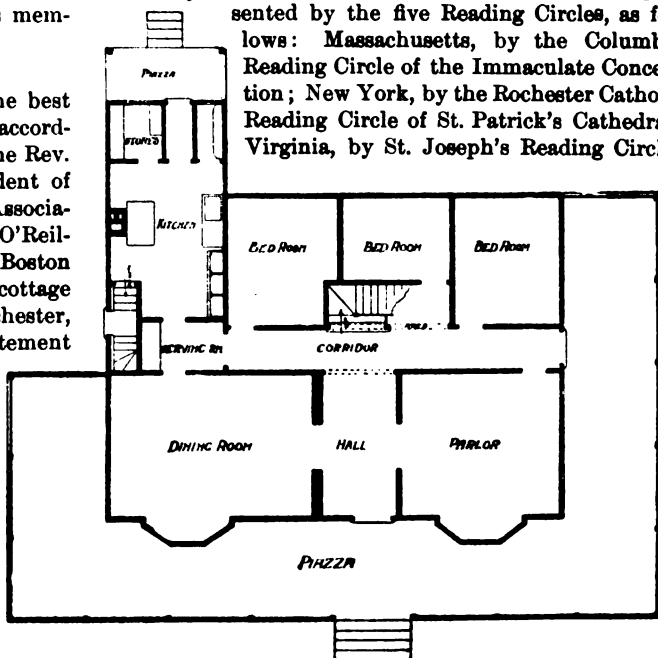 s mem-
he best
accord-
he Rev.
dent of
Associa-
O'Reil-
Boston
cottage
hester,
tement
sented by the five Reading Circles, as f
lows: Massachusetts, by the Columb
Reading Circle of the Immaculate Conce
tion; New York, by the Rochester Catho
Reading Circle of St. Patrick's Cathedra
Virginia, by St. Joseph's Reading Circl
PIAZZA
KITCHEN
BED ROOM
BED ROOM
BED ROOM
SERVING RM
CORRIDOR
DINING ROOM
HALL
PARLOR
PIAZZA